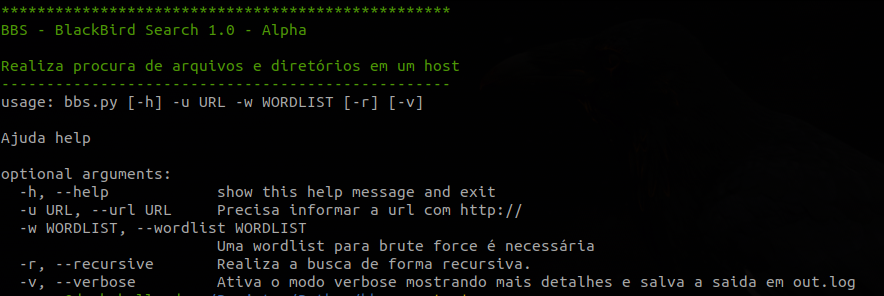 **************************************************
BBS - BlackBird Search 1.0 - Alpha
Realiza procura de arquivos e diretórios em um host
--------------------------------------------------
usage: bbs.py [-h] -u URL -w WORDLIST [-r] [-v]
Ajuda help
optional arguments:
-h, --help show this help message and exit
-u URL, --url URL Precisa informar a url com http://
-w WORDLIST, --wordlist WORDLIST
Uma wordlist para brute force é necessária
-r, --recursive Realiza a busca de forma recursiva.
-v, --verbose Ativa o modo verbose mostrando mais detalhes e salva a saida em out.log